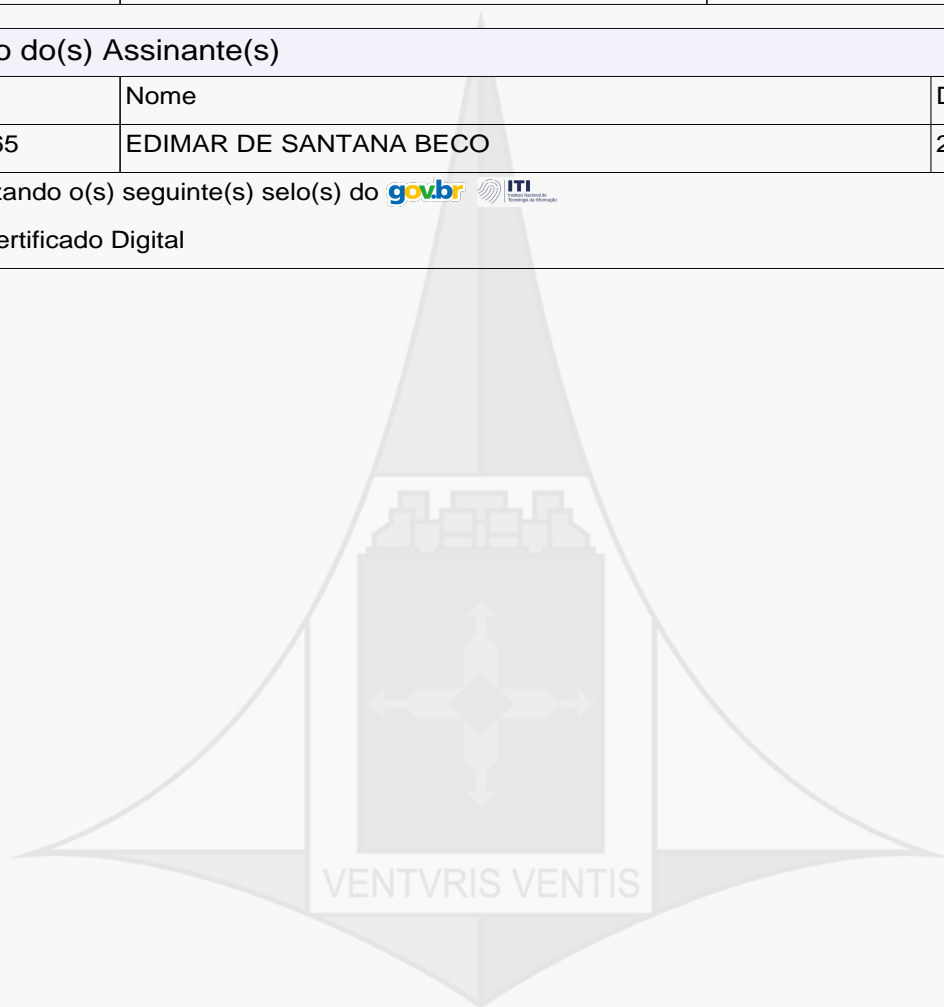 o do(s) Assinante(s)
Nome
65 EDIMAR DE SANTANA BECO 2
zando o(s) seguinte(s) selo(s) do gov.br ITI
ertificado Digital
VENTVRIS VENTIS